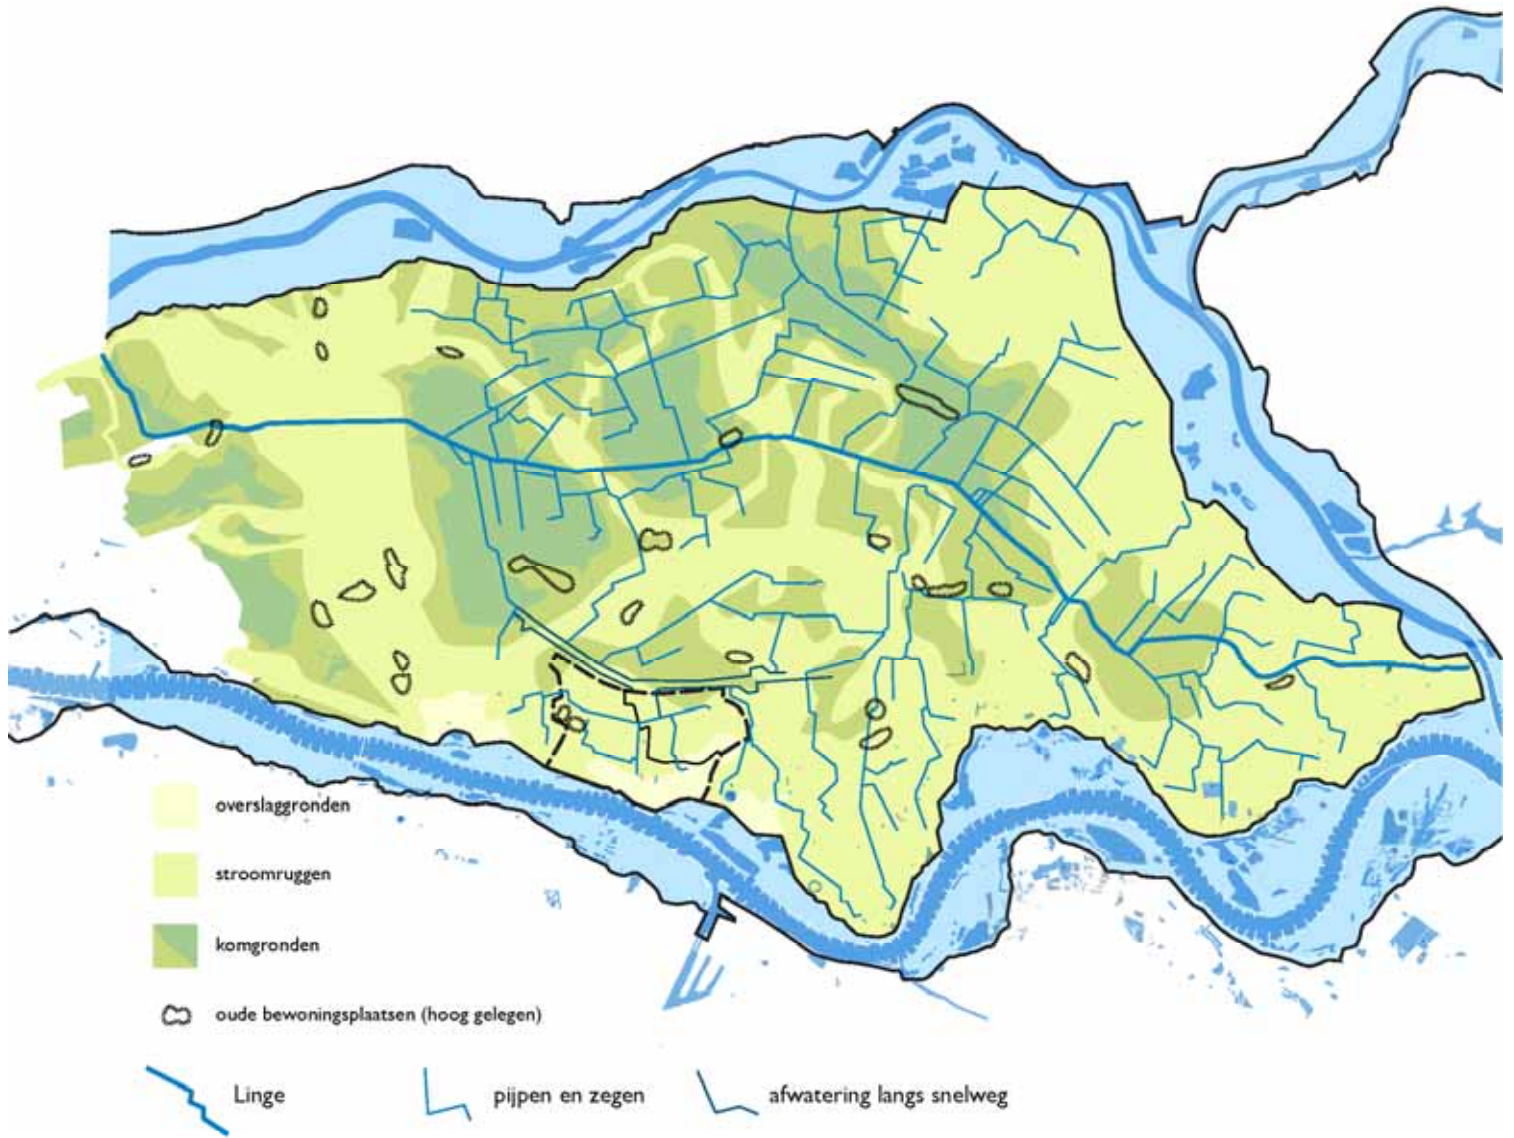 overslaggronden
stroomruggen
komgronden
oude bewoningsplaatsen (hoog gelegen)
Linge
pijpen en zegen
afwatering langs snelweg